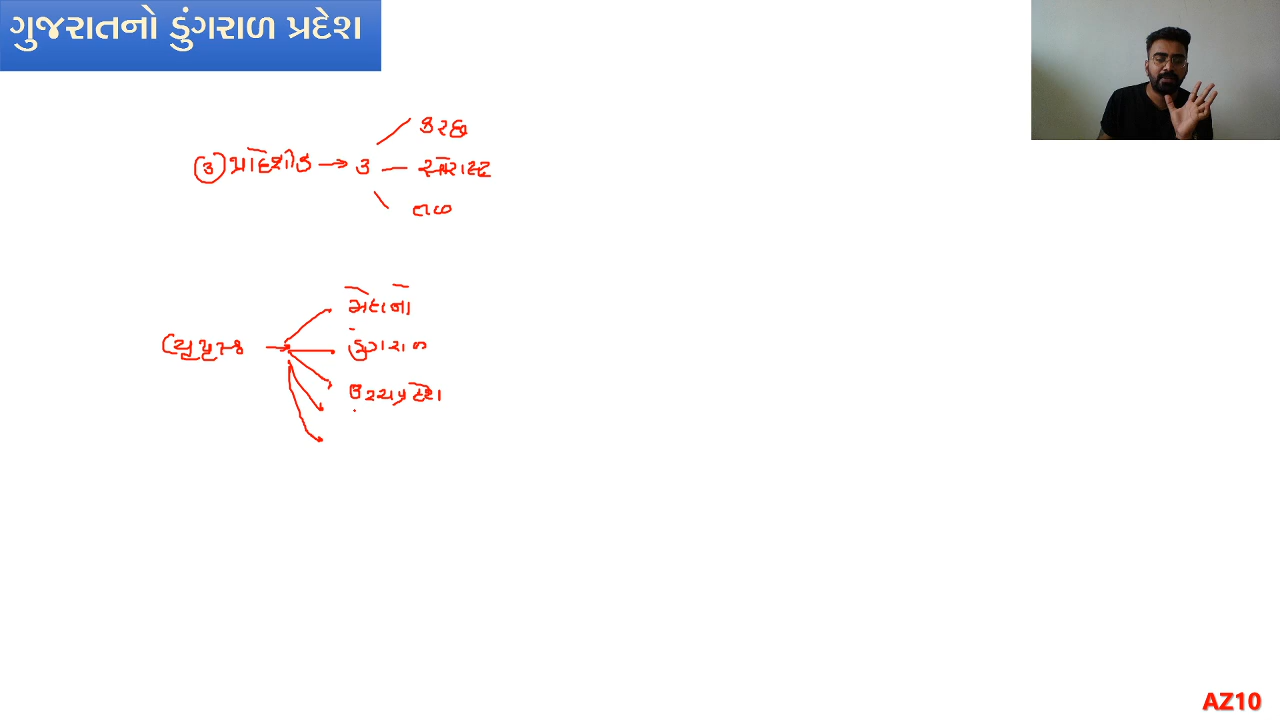 ગુજરાતનો ડુંગરાળ પ્રદેશ
કચ્છ
③ પ્રાદેશીક → 3 સૌરાષ્ટ્ર
તળ
મેદાનો
ભુપૃષ્ઠ ડુંગરાળ
ઉચ્ચપ્રદેશ
AZ10